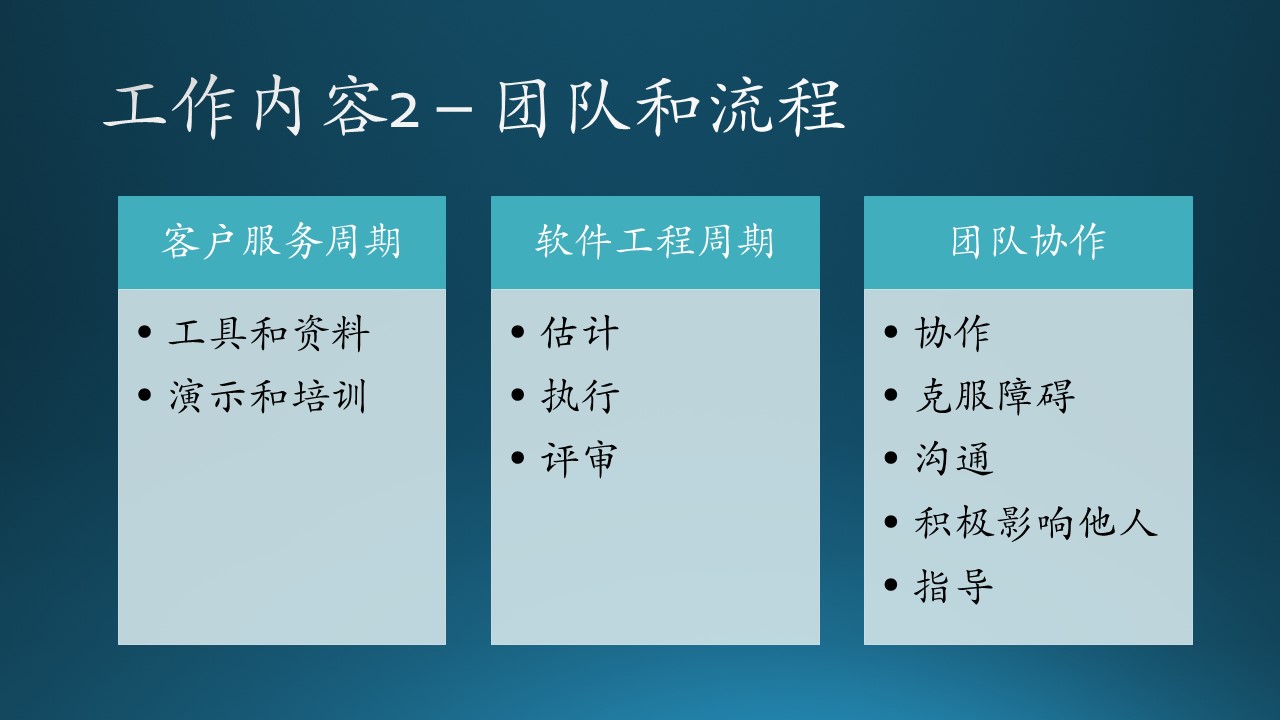 工作内容2 – 团队和流程
客户服务周期
• 工具和资料
• 演示和培训
软件工程周期
• 估计
• 执行
• 评审
团队协作
• 协作
• 克服障碍
• 沟通
• 积极影响他人
• 指导